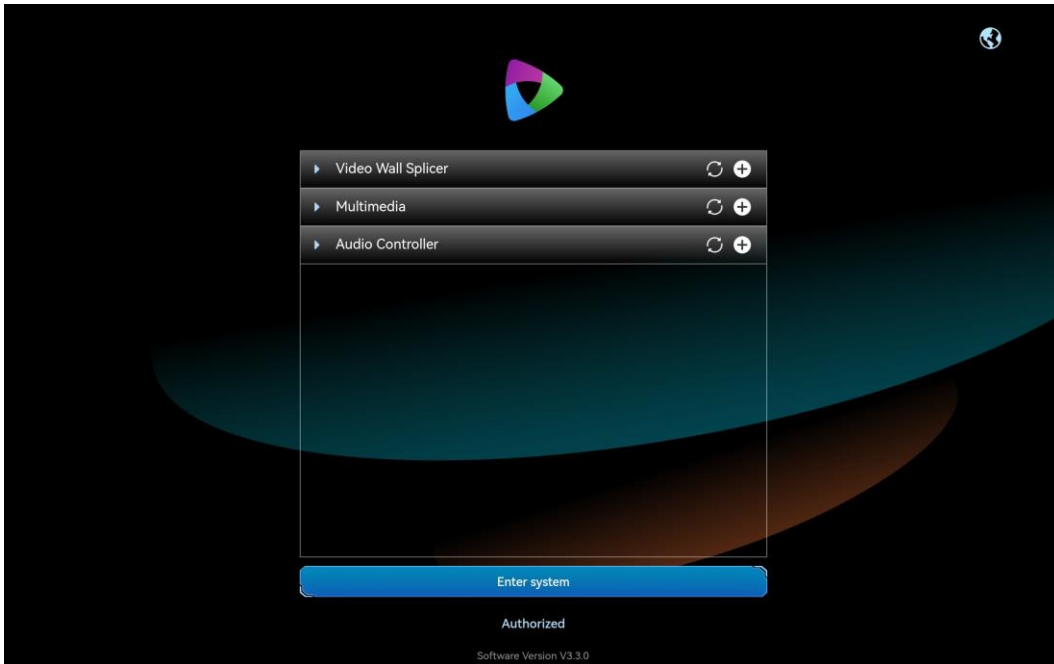 Video Wall Splicer
Multimedia
Audio Controller
Enter system
Authorized
Software Version V3.3.0